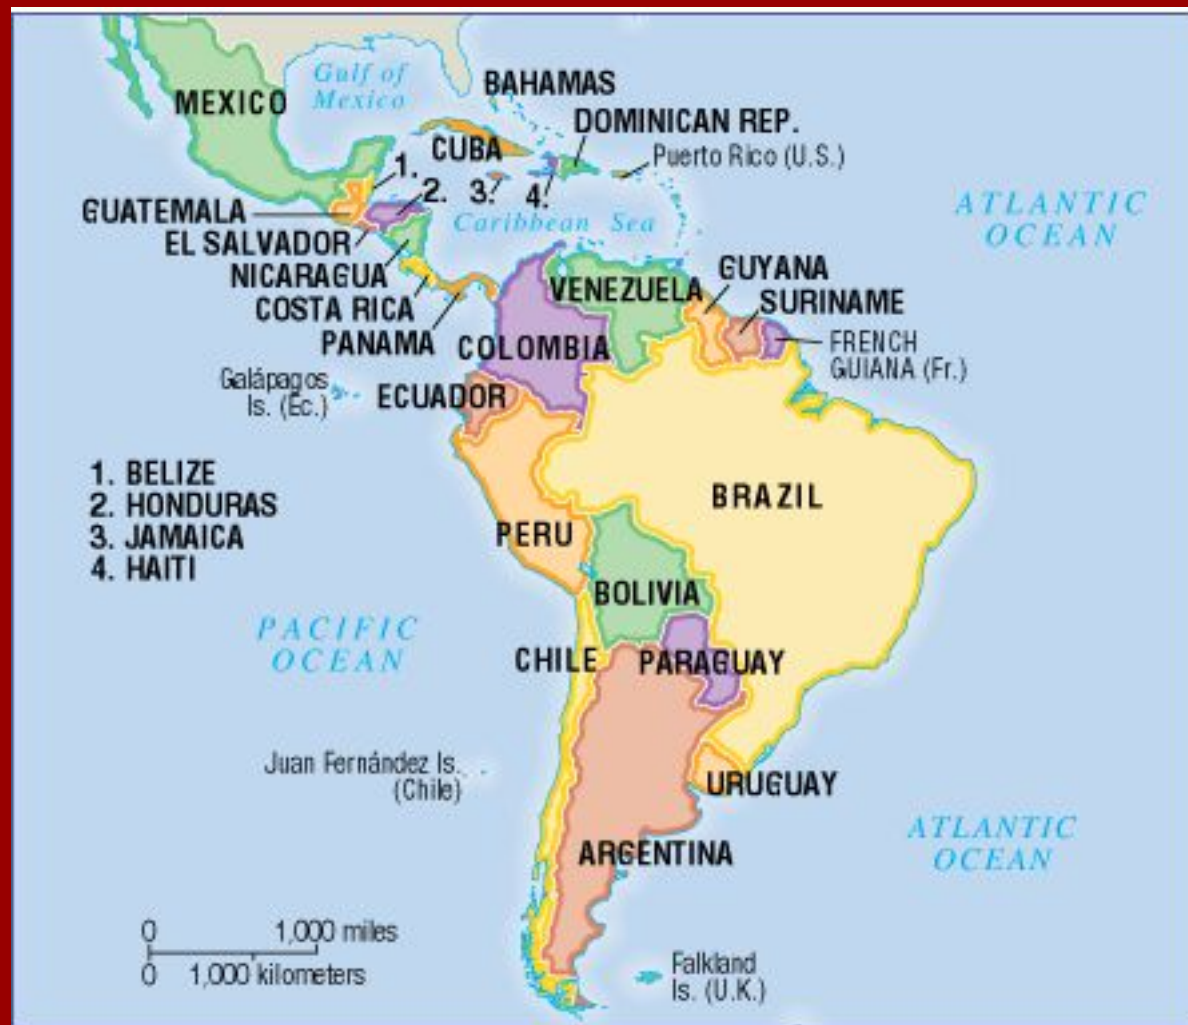 Gulf of
Mexico
MEXICO
BAHAMAS
DOMINICAN REP.
CUBA
Puerto Rico (U.S.)
1.
2.
3.
4.
GUATEMALA
Caribbean Sea
ATLANTIC
OCEAN
EL SALVADOR
NICARAGUA
COSTA RICA
PANAMA
VENEZUELA
GUYANA
SURINAME
COLOMBIA
FRENCH
GUIANA (Fr.)
Galápagos
Is. (Ec.)
ECUADOR
1. BELIZE
2. HONDURAS
3. JAMAICA
4. HAITI
BRAZIL
PERU
BOLIVIA
PACIFIC
OCEAN
CHILE
PARAGUAY
Juan Fernández Is.
(Chile)
URUGUAY
ARGENTINA
ATLANTIC
OCEAN
0 1,000 miles
0 1,000 kilometers
Falkland
Is. (U.K.)